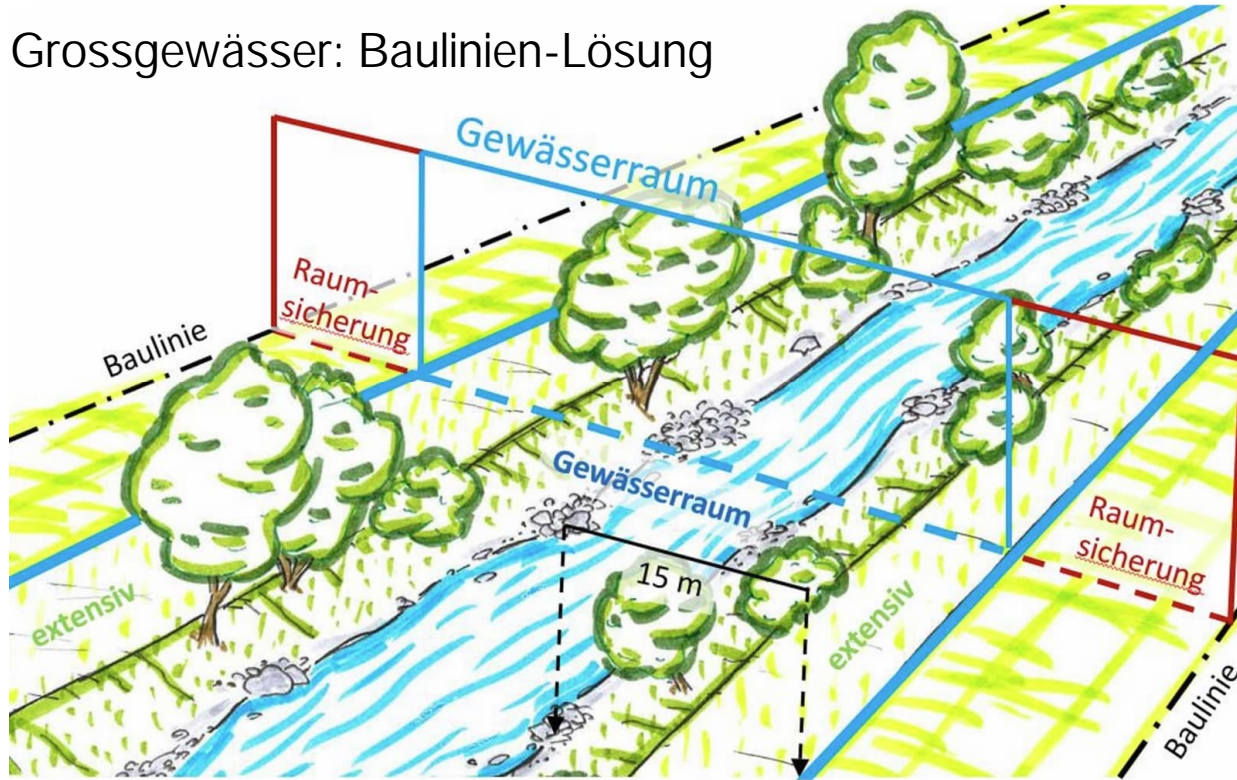 Grossgewässer: Baulinien-Lösung
Gewässerraum
Raum-
sicherung
Baulinie
Gewässerraum
15 m
extensiv
extensiv
Raum-
sicherung
Baulinie